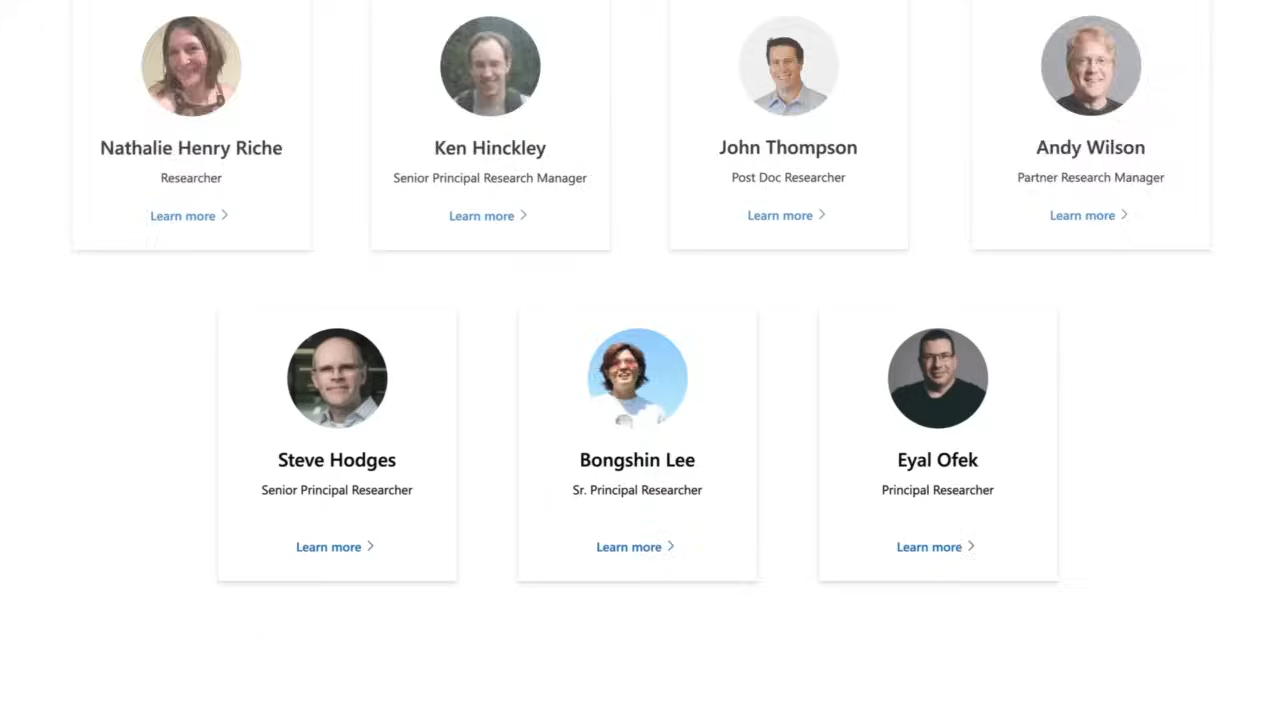 Nathalie Henry Riche
Researcher
Learn more
Ken Hinckley
Senior Principal Research Manager
Learn more
John Thompson
Post Doc Researcher
Learn more
Andy Wilson
Partner Research Manager
Learn more
Steve Hodges
Senior Principal Researcher
Learn more
Bongshin Lee
Sr. Principal Researcher
Learn more
Eyal Ofek
Principal Researcher
Learn more